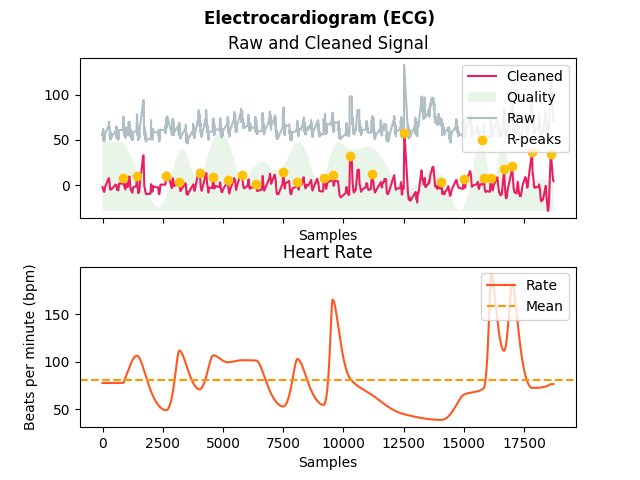 Electrocardiogram (ECG)
Raw and Cleaned Signal
Cleaned
Quality
Raw
R-peaks
100
50
0
Samples
Heart Rate
Beats per minute (bpm)
Rate
Mean
150
100
50
0 2500 5000 7500 10000 12500 15000 17500
Samples